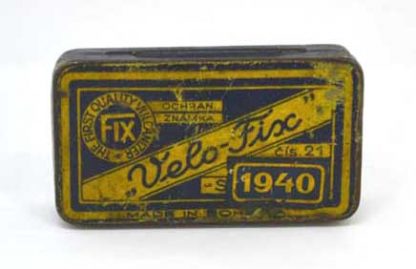 THE FIRST QUALITY
FIX
OCHRAN.
ZNÁMKA
„Velo-Fix”
čís. 21
1940
MADE IN